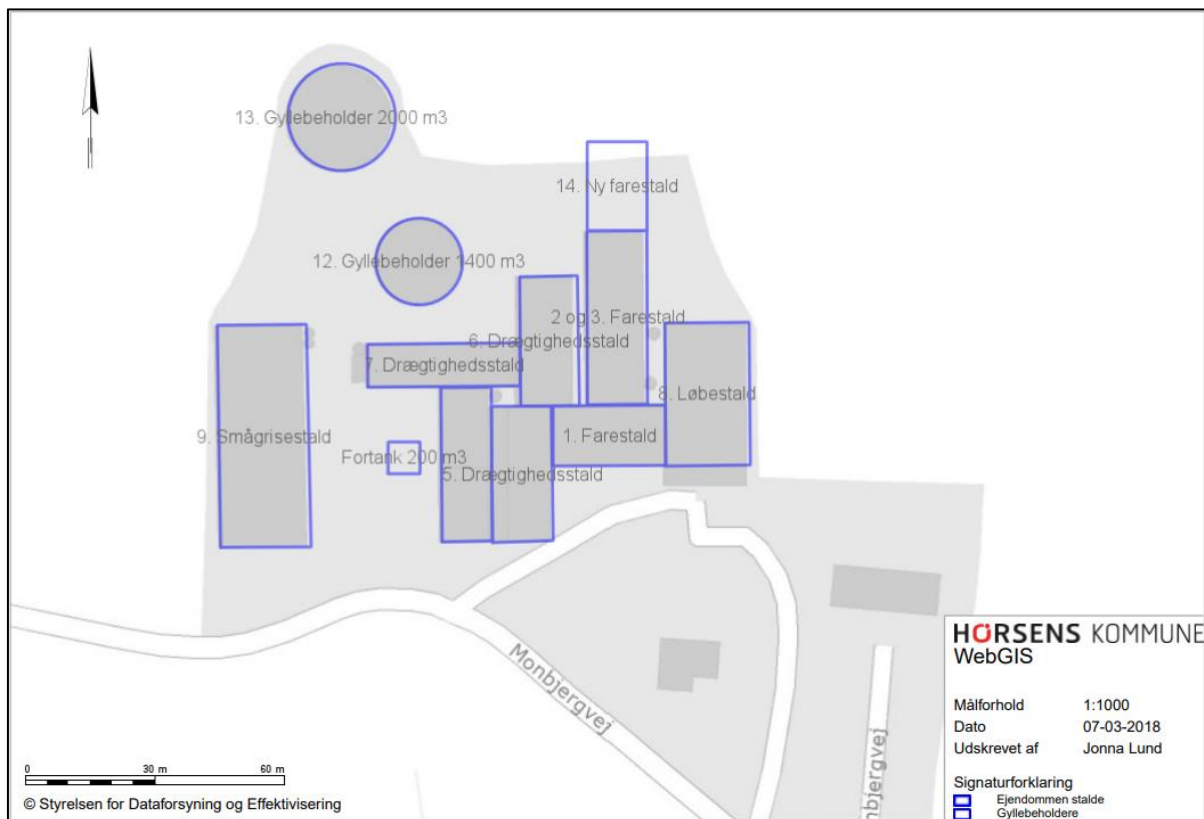 13. Gyllebeholder 2000 m3
14. Ny farestald
12. Gyllebeholder 1400 m3
2 og 3. Farestald
6. Drægtighedsstald
7. Drægtighedsstald
8. Løbestald
9. Smågrisestald
1. Farestald
Fortank 200 m3
5. Drægtighedsstald
Monbjergvej
nbjergvej
HORSENS KOMMUNE
WebGIS
Målforhold 1:1000
Dato 07-03-2018
Udskrevet af Jonna Lund
Signaturforklaring
Ejendommen stalde
Gyllebeholdere
0 30 m 60 m
© Styrelsen for Dataforsyning og Effektivisering